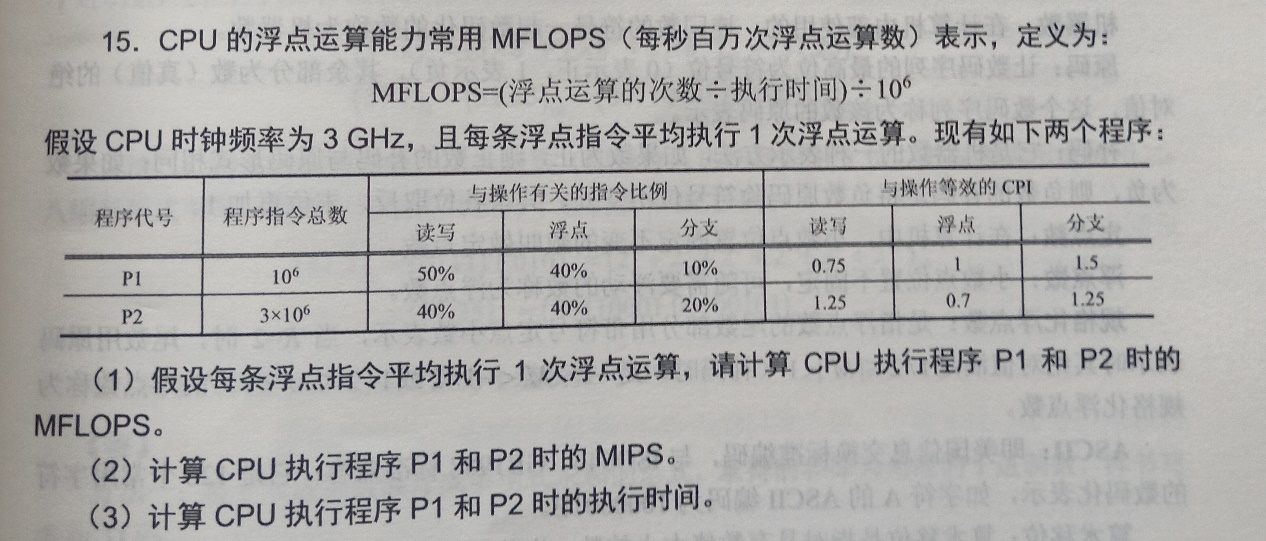 15. CPU 的浮点运算能力常用 MFLOPS（每秒百万次浮点运算数）表示，定义为：
MFLOPS=(浮点运算的次数÷执行时间)÷10⁶
假设 CPU 时钟频率为 3 GHz，且每条浮点指令平均执行 1 次浮点运算。现有如下两个程序：
程序代号 程序指令总数 与操作有关的指令比例 与操作等效的 CPI
读写 浮点 分支 读写 浮点 分支
P1 10⁶ 50% 40% 10% 0.75 1 1.5
P2 3×10⁶ 40% 40% 20% 1.25 0.7 1.25
（1）假设每条浮点指令平均执行 1 次浮点运算，请计算 CPU 执行程序 P1 和 P2 时的
MFLOPS。
（2）计算 CPU 执行程序 P1 和 P2 时的 MIPS。
（3）计算 CPU 执行程序 P1 和 P2 时的执行时间。